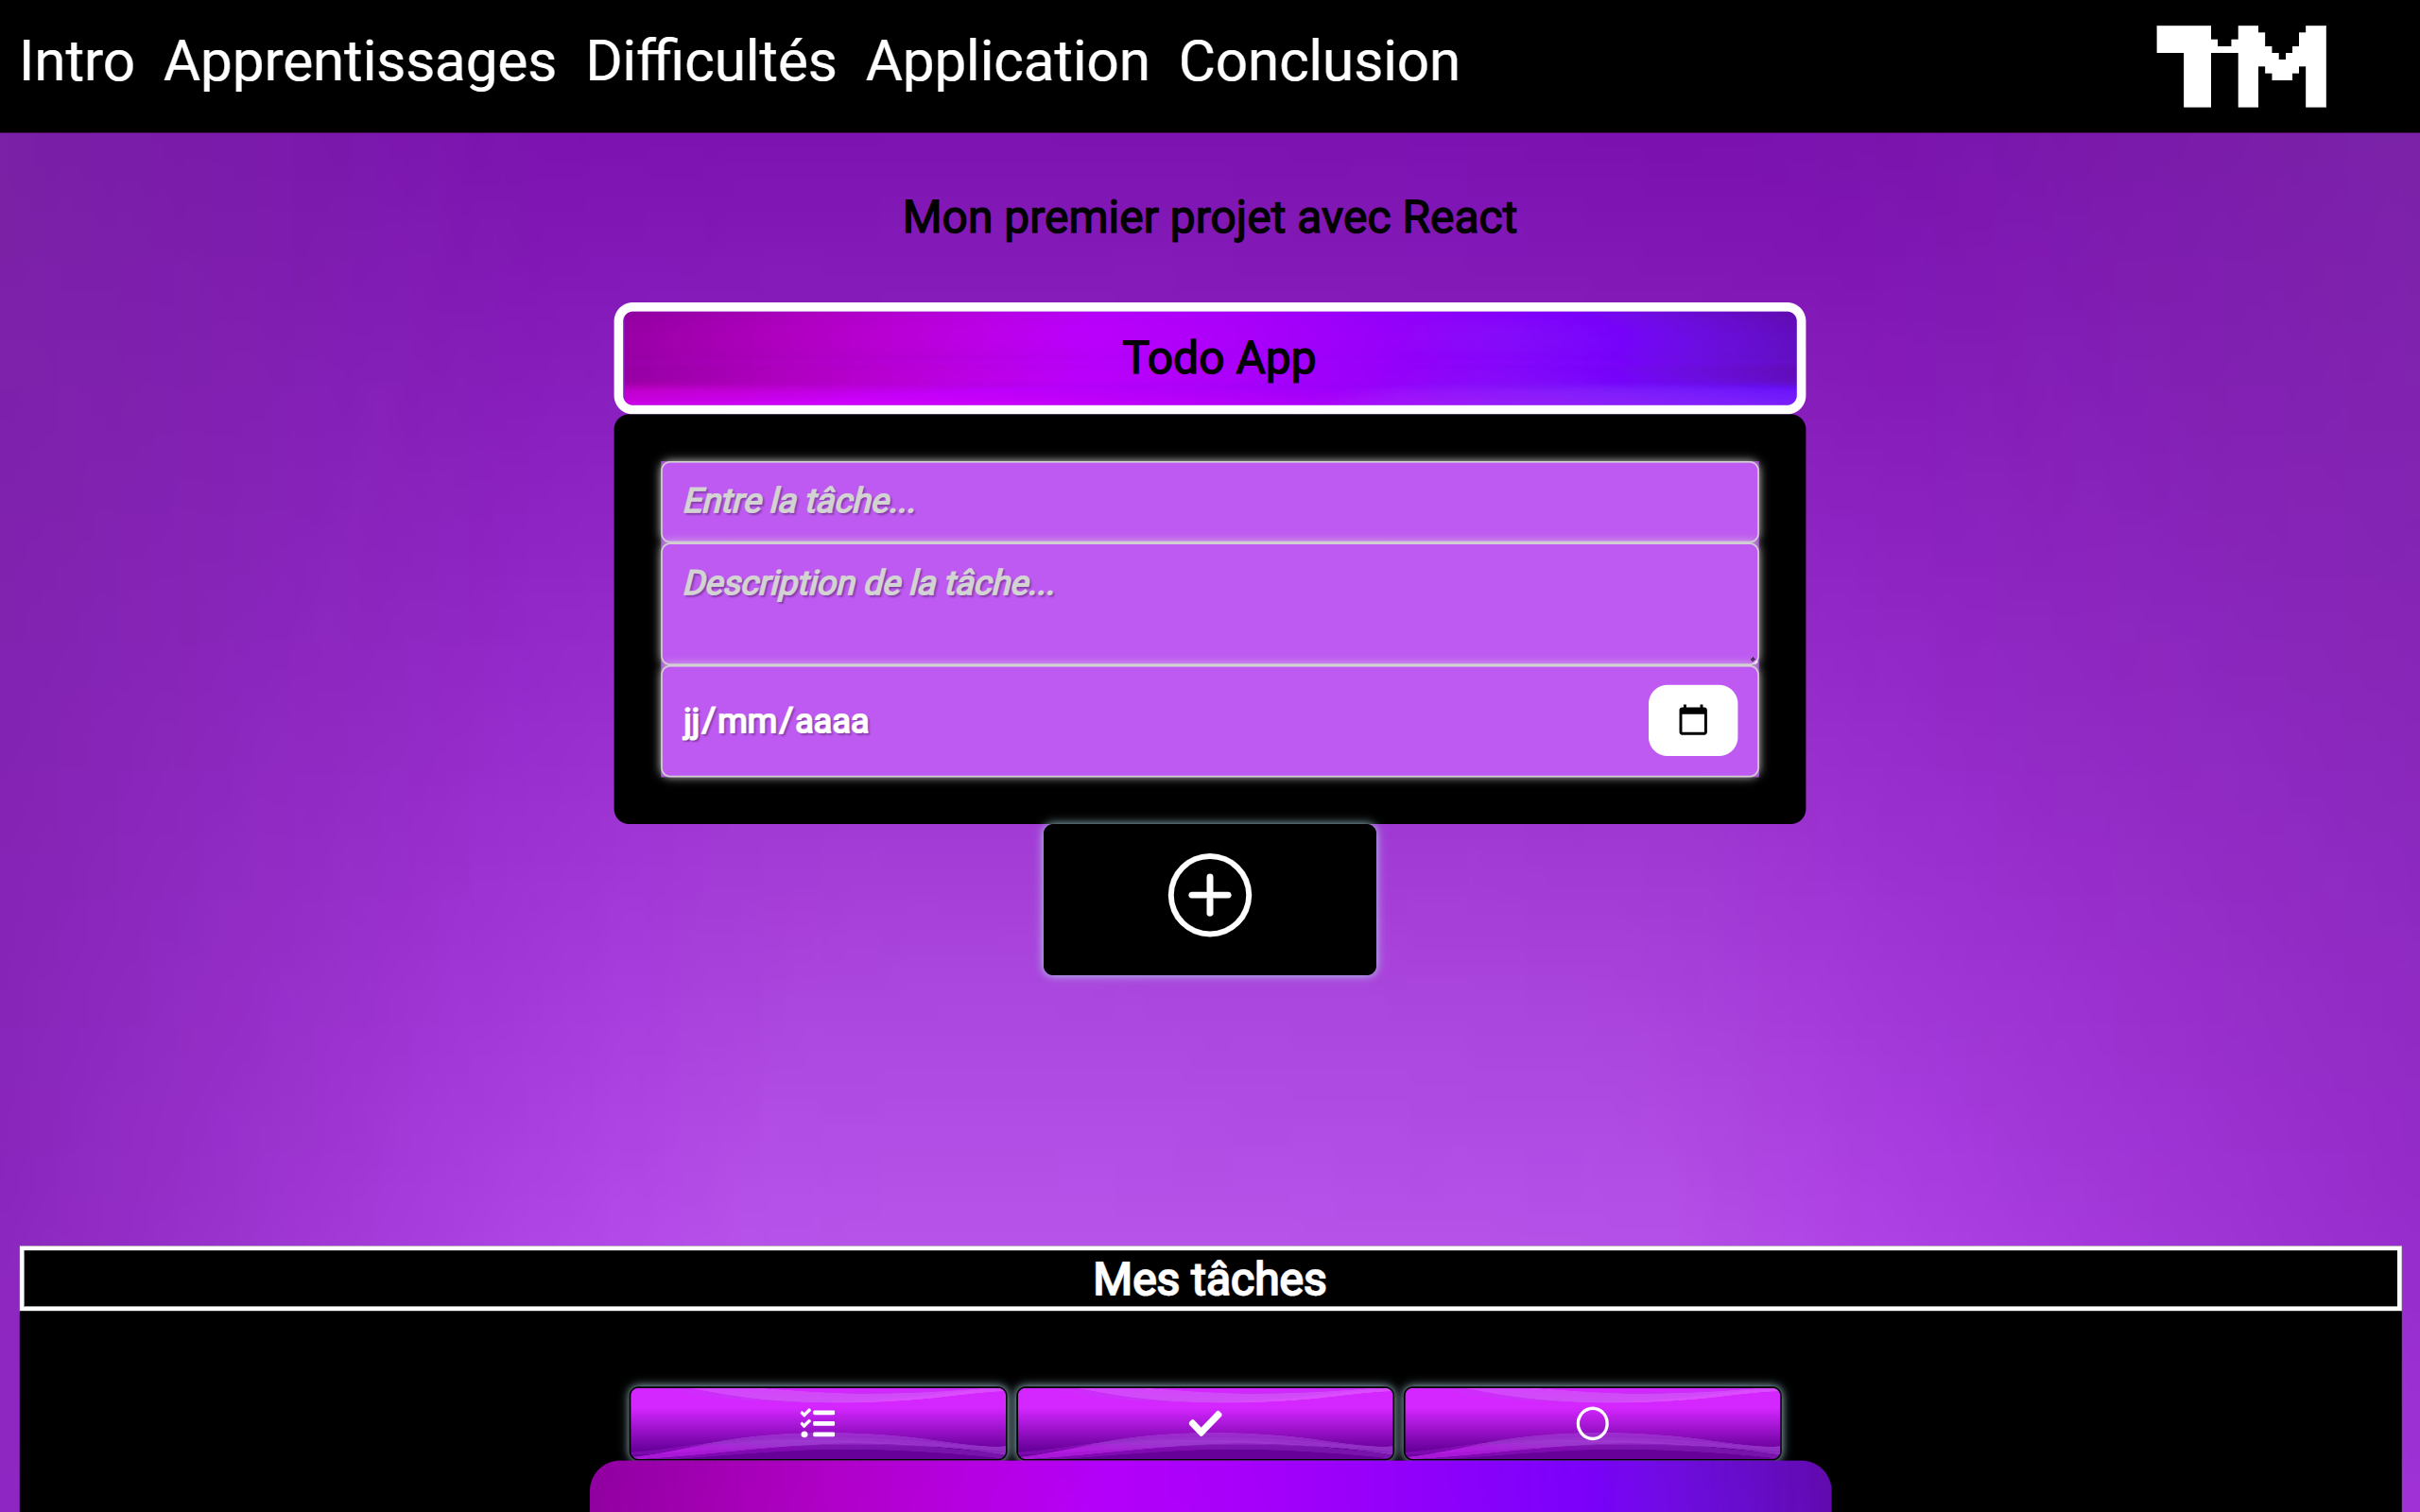 Intro Apprentissages Difficultés Application Conclusion
TM
Mon premier projet avec React
Todo App
Entre la tâche...
Description de la tâche...
jj/mm/aaaa
Mes tâches